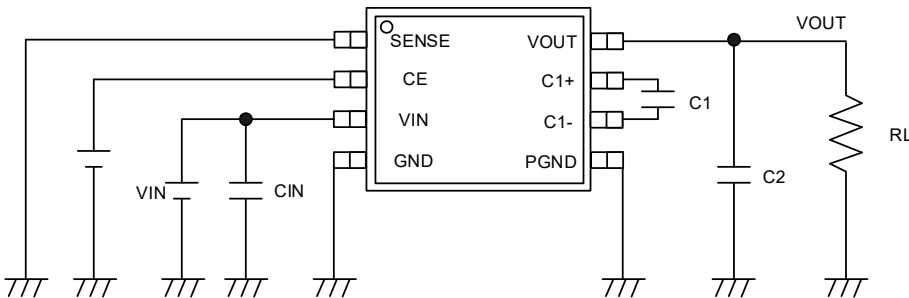 VOUT
SENSE
VOUT
CE
C1+
C1
VIN
C1-
RL
GND
PGND
C2
VIN
CIN